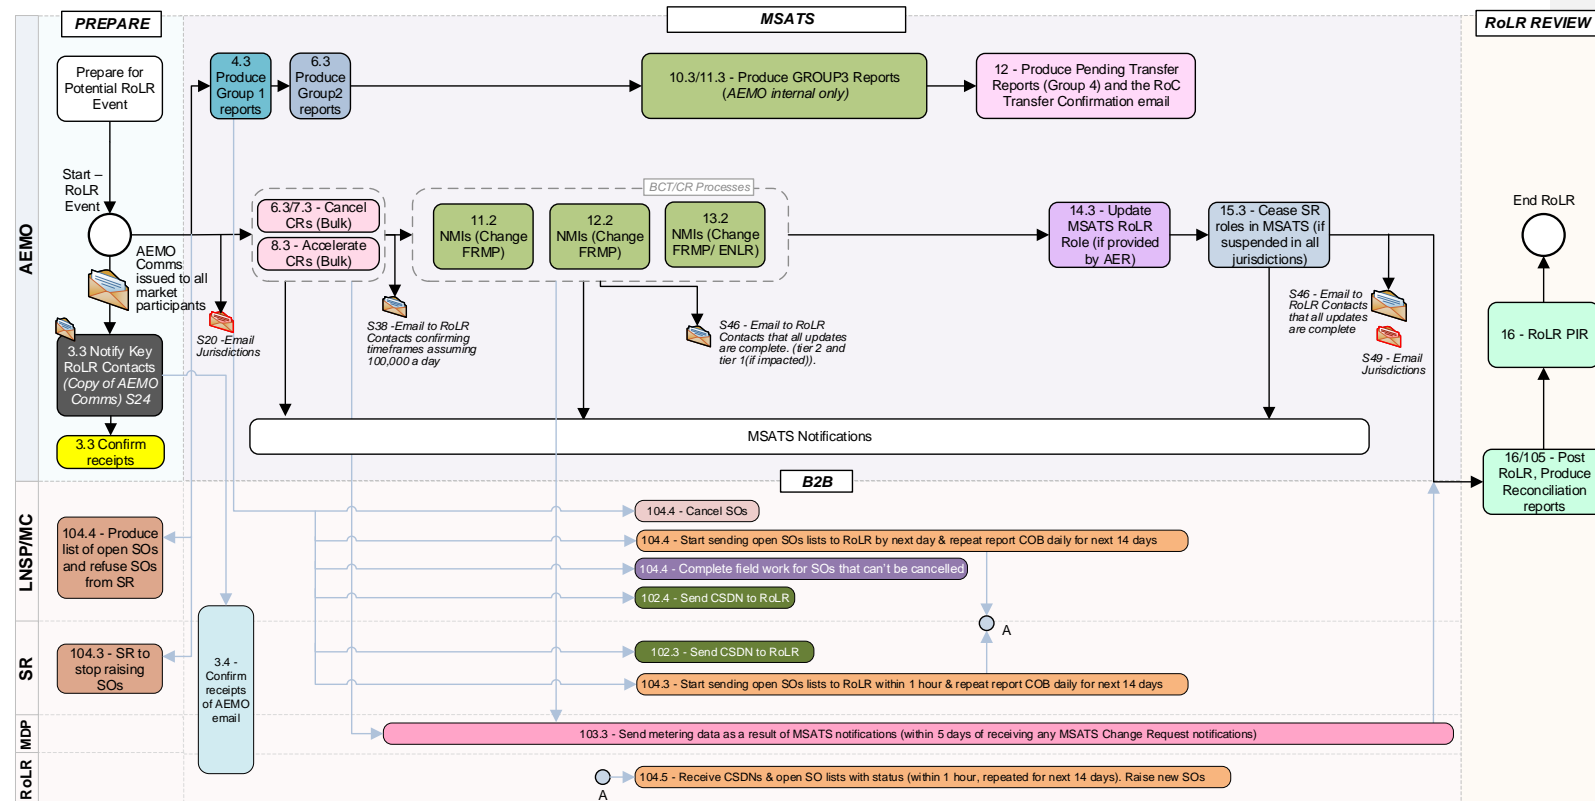 PREPARE
MSATS
RoLR REVIEW
AEMO
Prepare for
Potential RoLR
Event
4.3
Produce
Group 1
reports
6.3
Produce
Group2
reports
10.3/11.3 - Produce GROUP3 Reports
(AEMO internal only)
12 - Produce Pending Transfer
Reports (Group 4) and the RoC
Transfer Confirmation email
Start –
RoLR
Event
AEMO
Comms
issued to all
market
participants
S20 -Email
Jurisdictions
3.3 Notify Key
RoLR Contacts
(Copy of AEMO
Comms) S24
3.3 Confirm
receipts
6.3/7.3 - Cancel
CRs (Bulk)
8.3 - Accelerate
CRs (Bulk)
S38 -Email to RoLR
Contacts confirming
timeframes assuming
100,000 a day
BCT/CR Processes
11.2
NMIs (Change
FRMP)
12.2
NMIs (Change
FRMP)
13.2
NMIs (Change
FRMP/ ENLR)
S46 - Email to RoLR
Contacts that all updates
are complete. (tier 2 and
tier 1(if impacted)).
14.3 - Update
MSATS RoLR
Role (if provided
by AER)
15.3 - Cease SR
roles in MSATS (if
suspended in all
jurisdictions)
S46 - Email to
RoLR Contacts
that all updates
are complete
S49 - Email
Jurisdictions
End RoLR
16 - RoLR PIR
16/105 - Post
RoLR, Produce
Reconciliation
reports
MSATS Notifications
B2B
LNSP/MC
104.4 - Produce
list of open SOs
and refuse SOs
from SR
104.4 - Cancel SOs
104.4 - Start sending open SOs lists to RoLR by next day & repeat report COB daily for next 14 days
104.4 - Complete field work for SOs that can't be cancelled
102.4 - Send CSDN to RoLR
A
SR
104.3 - SR to
stop raising
SOs
3.4 -
Confirm
receipts
of AEMO
email
102.3 - Send CSDN to RoLR
104.3 - Start sending open SOs lists to RoLR within 1 hour & repeat report COB daily for next 14 days
MDP
103.3 - Send metering data as a result of MSATS notifications (within 5 days of receiving any MSATS Change Request notifications)
RoLR
A
104.5 - Receive CSDNs & open SO lists with status (within 1 hour, repeated for next 14 days). Raise new SOs